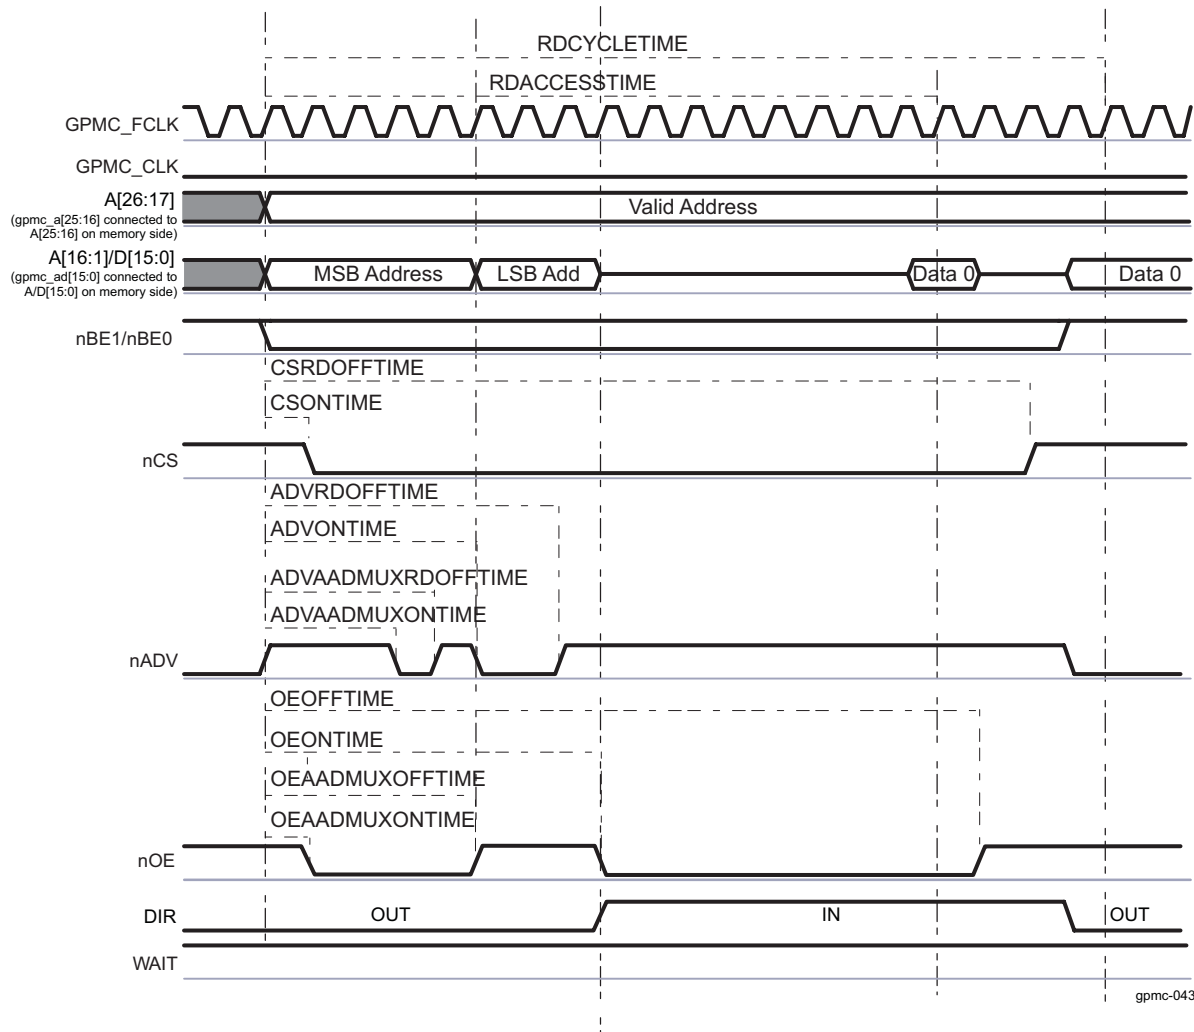 RDCYCLETIME
RDACCESSTIME
GPMC_FCLK
GPMC_CLK
A[26:17]
(gpmc_a[25:16] connected to
A[25:16] on memory side)
Valid Address
A[16:1]/D[15:0]
(gpmc_ad[15:0] connected to
A/D[15:0] on memory side)
MSB Address
LSB Add
Data 0
Data 0
nBE1/nBE0
CSRDOFFTIME
CSONTIME
nCS
ADVRDOFFTIME
ADVONTIME
ADVAADMUXRDOFFTIME
ADVAADMUXONTIME
nADV
OEOFFTIME
OEONTIME
OEAADMUXOFFTIME
OEAADMUXONTIME
nOE
DIR
OUT
IN
OUT
WAIT
gpmc-043